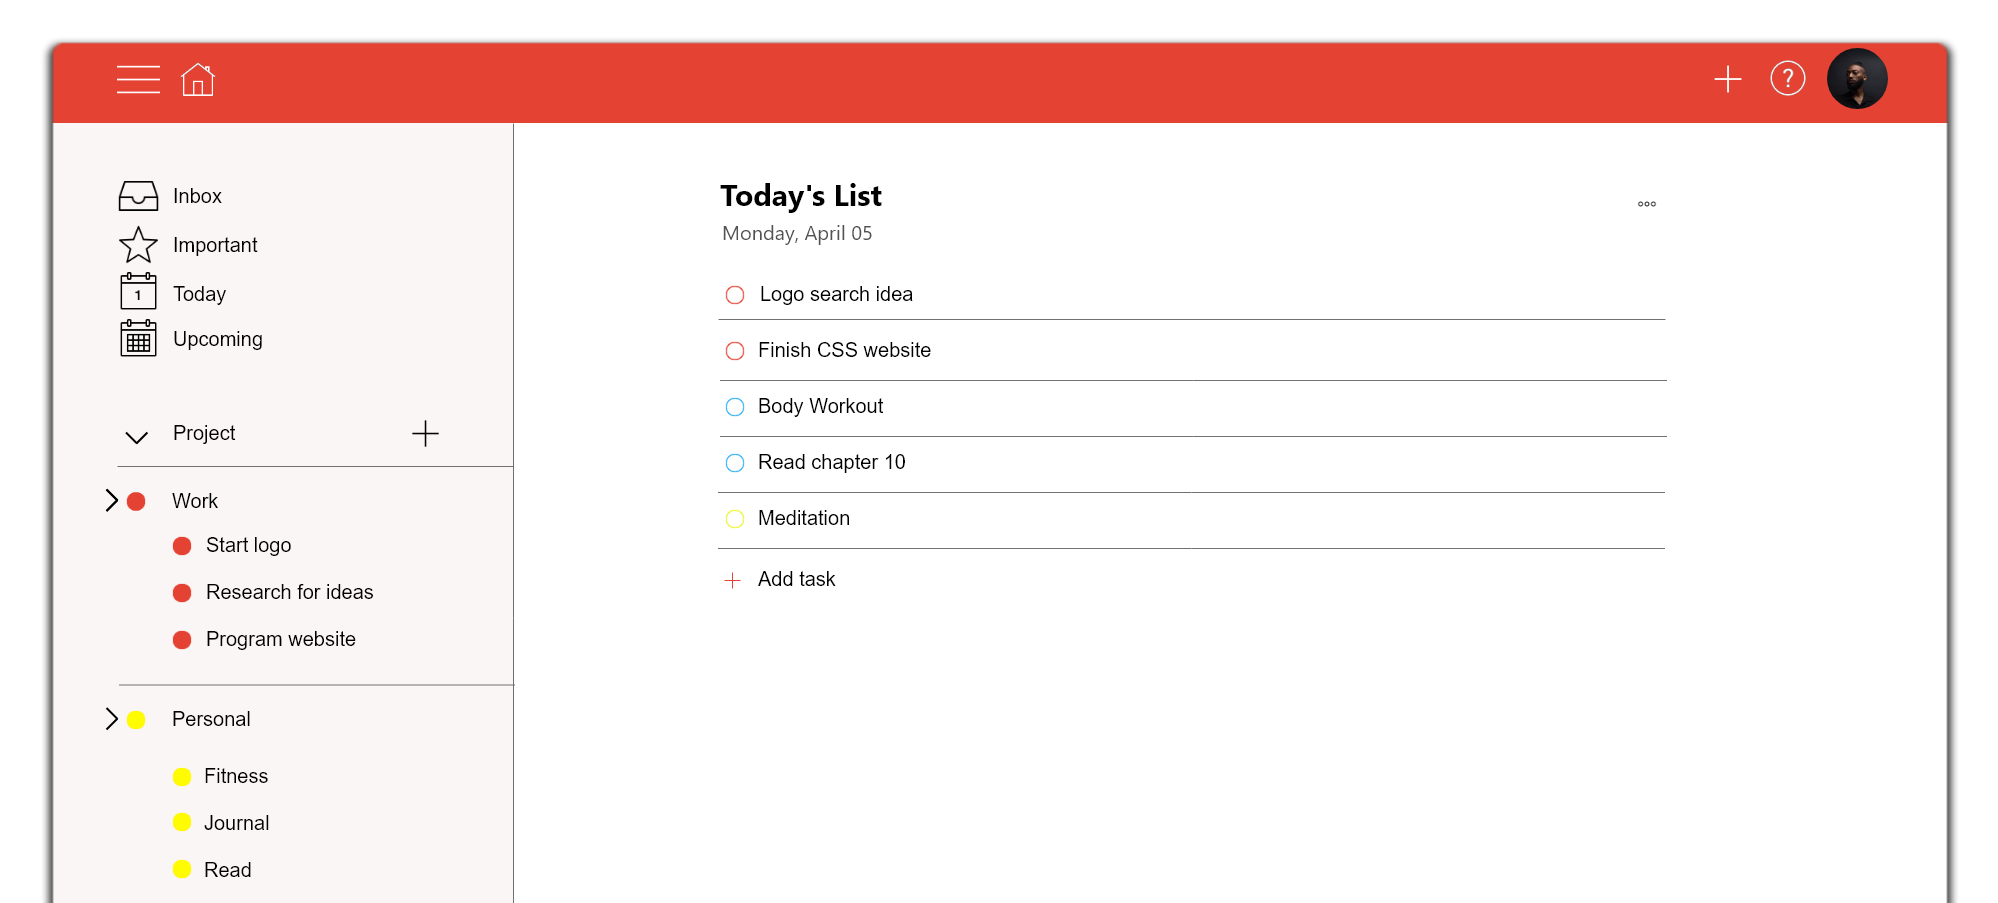 ?
Inbox
Important
1
Today
Upcoming
Project
Work
Start logo
Research for ideas
Program website
Personal
Fitness
Journal
Read
Today's List
Monday, April 05
Logo search idea
Finish CSS website
Body Workout
Read chapter 10
Meditation
Add task